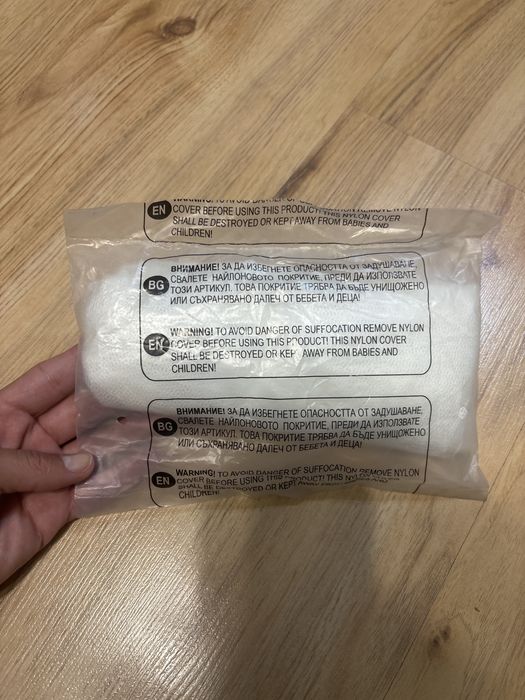 EN
WARNING! TO AVOID DANGER OF SUFFOCATION REMOVE NYLON
COVER BEFORE USING THIS PRODUCT! THIS NYLON COVER
SHALL BE DESTROYED OR KEPT AWAY FROM BABIES AND
CHILDREN!
BG
ВНИМАНИЕ! ЗА ДА ИЗБЕГНЕТЕ ОПАСНОСТТА ОТ ЗАДУШАВАНЕ,
СВАЛЕТЕ НАЙЛОНОВОТО ПОКРИТИЕ, ПРЕДИ ДА ИЗПОЛЗВАТЕ
ТОЗИ АРТИКУЛ. ТОВА ПОКРИТИЕ ТРЯБВА ДА БЪДЕ УНИЩОЖЕНО
ИЛИ СЪХРАНЯВАНО ДАЛЕЧ ОТ БЕБЕТА И ДЕЦА!
EN
WARNING! TO AVOID DANGER OF SUFFOCATION REMOVE NYLON
COVER BEFORE USING THIS PRODUCT! THIS NYLON COVER
SHALL BE DESTROYED OR KEPT AWAY FROM BABIES AND
CHILDREN!
BG
ВНИМАНИЕ! ЗА ДА ИЗБЕГНЕТЕ ОПАСНОСТТА ОТ ЗАДУШАВАНЕ,
СВАЛЕТЕ НАЙЛОНОВОТО ПОКРИТИЕ, ПРЕДИ ДА ИЗПОЛЗВАТЕ
ТОЗИ АРТИКУЛ. ТОВА ПОКРИТИЕ ТРЯБВА ДА БЪДЕ УНИЩОЖЕНО
ИЛИ СЪХРАНЯВАНО ДАЛЕЧ ОТ БЕБЕТА И ДЕЦА!
EN
WARNING! TO AVOID DANGER OF SUFFOCATION REMOVE NYLON
COVER BEFORE USING THIS PRODUCT! THIS NYLON
SHALL BE DESTROYED OR KEPT AWAY FROM BABIES AND
CHILDREN!